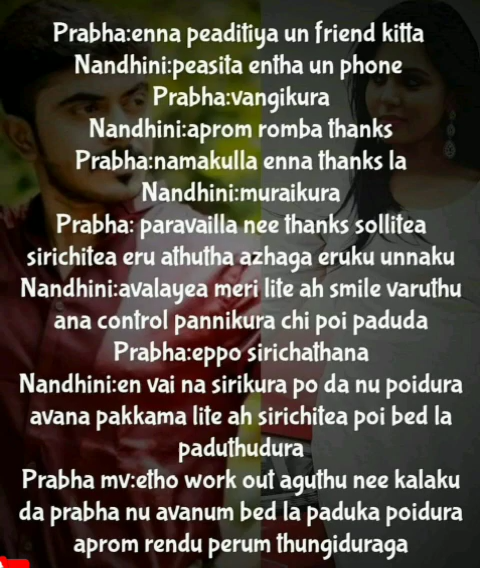 Prabha:enna peaditiya un friend kitta
Nandhini:peasita entha un phone
Prabha:vangikura
Nandhini:aprom romba thanks
Prabha:namakulla enna thanks la
Nandhini:muraikura
Prabha: paravailla nee thanks sollitea
sirichitea eru athutha azhaga eruku unnaku
Nandhini:avalayea meri lite ah smile varuthu
ana control pannikura chi poi paduda
Prabha:eppo sirichathana
Nandhini:en vai na sirikura po da nu poidura
avana pakkama lite ah sirichitea poi bed la
paduthudura
Prabha mv:etho work out aguthu nee kalaku
da prabha nu avanum bed la paduka poidura
aprom rendu perum thungiduraga